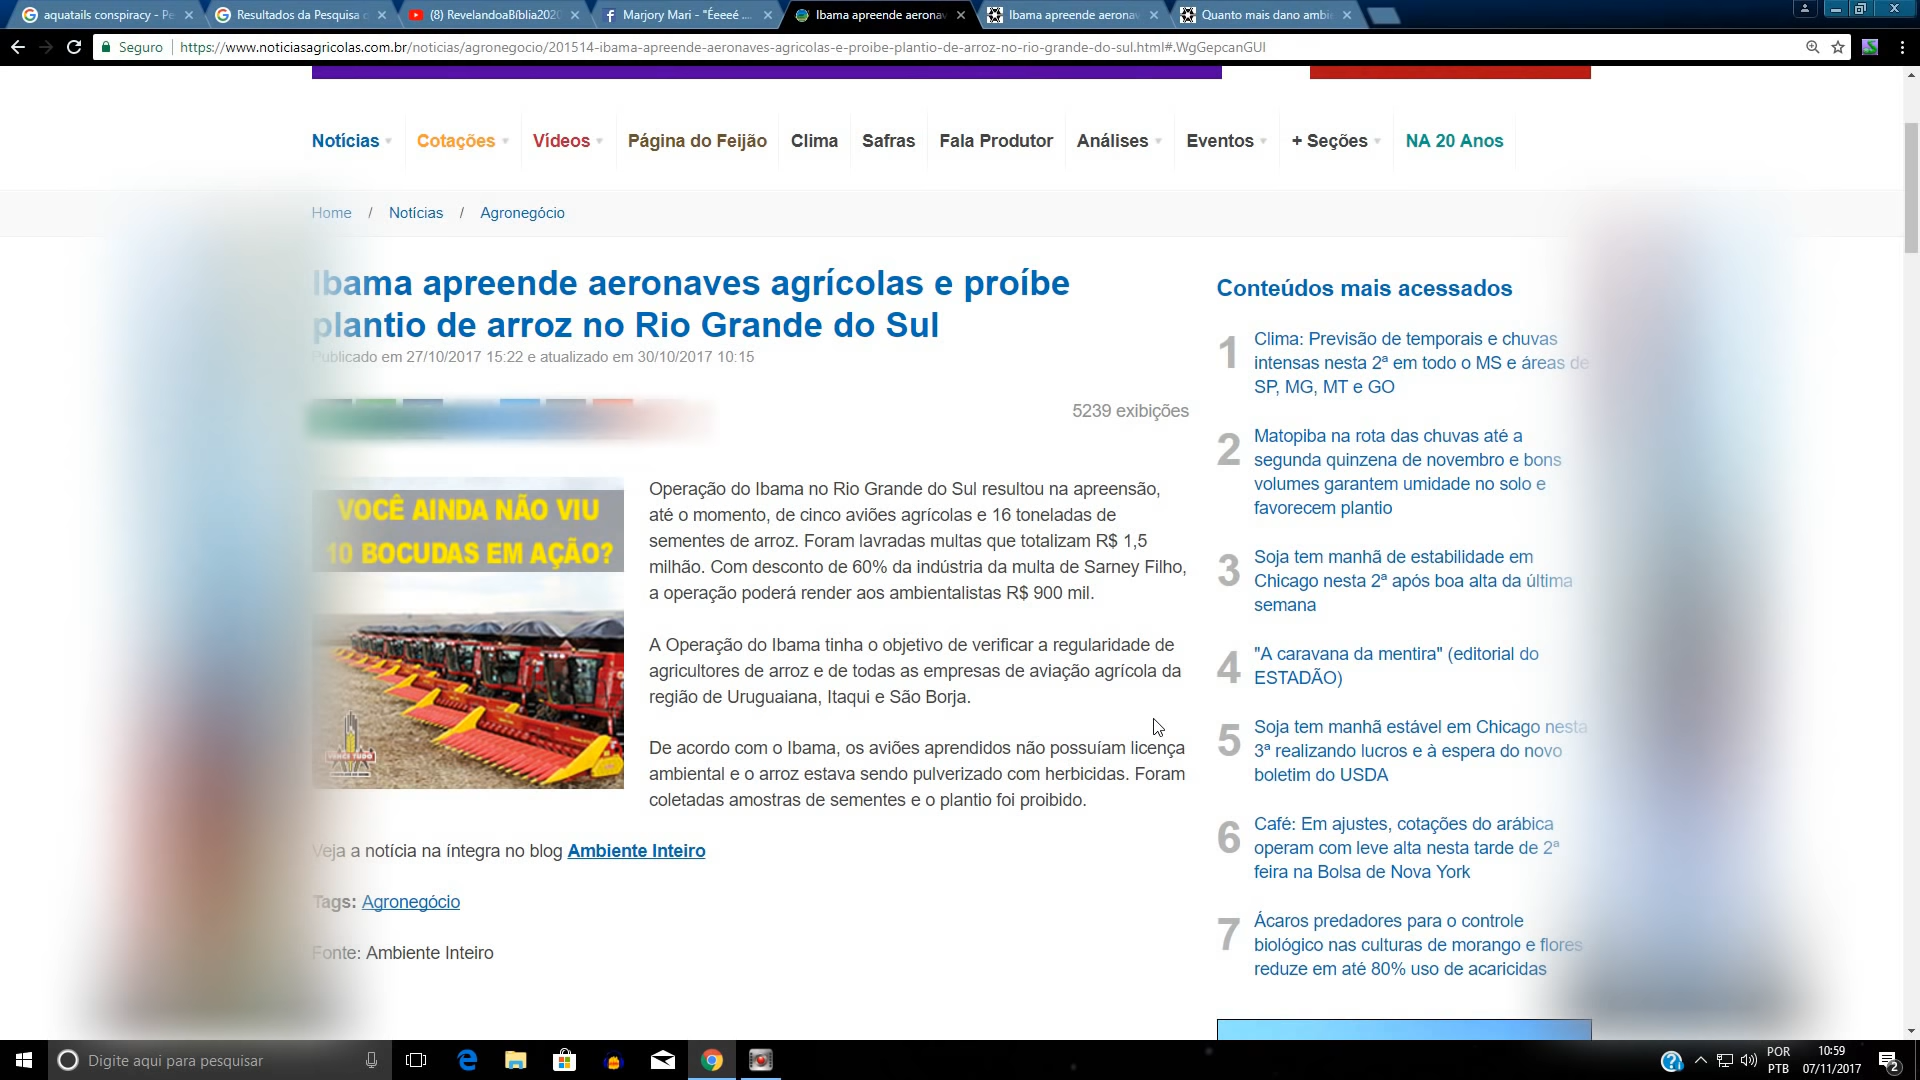 aquatails conspiracy - Pe
Resultados da Pesquisa d
(8) RevelandoaBíblia2020
Marjory Mari - "Éeeeé ....
Ibama apreende aeronav
Ibama apreende aeronav
Quanto mais dano ambi
Seguro
https://www.noticiasagricolas.com.br/noticias/agronegocio/201514-ibama-apreende-aeronaves-agricolas-e-proibe-plantio-de-arroz-no-rio-grande-do-sul.html#.WgGepcanGUI
Notícias Cotações Vídeos Página do Feijão Clima Safras Fala Produtor Análises Eventos + Seções NA 20 Anos
Home / Notícias / Agronegócio
Ibama apreende aeronaves agrícolas e proíbe
plantio de arroz no Rio Grande do Sul
Publicado em 27/10/2017 15:22 e atualizado em 30/10/2017 10:15
5239 exibições
VOCÊ AINDA NÃO VIU
10 BOCUDAS EM AÇÃO?
VENCE TUDO
Operação do Ibama no Rio Grande do Sul resultou na apreensão,
até o momento, de cinco aviões agrícolas e 16 toneladas de
sementes de arroz. Foram lavradas multas que totalizam R$ 1,5
milhão. Com desconto de 60% da indústria da multa de Sarney Filho,
a operação poderá render aos ambientalistas R$ 900 mil.
A Operação do Ibama tinha o objetivo de verificar a regularidade de
agricultores de arroz e de todas as empresas de aviação agrícola da
região de Uruguaiana, Itaqui e São Borja.
De acordo com o Ibama, os aviões aprendidos não possuíam licença
ambiental e o arroz estava sendo pulverizado com herbicidas. Foram
coletadas amostras de sementes e o plantio foi proibido.
Veja a notícia na íntegra no blog Ambiente Inteiro
Tags: Agronegócio
Fonte: Ambiente Inteiro
Conteúdos mais acessados
1
Clima: Previsão de temporais e chuvas
intensas nesta 2ª em todo o MS e áreas de
SP, MG, MT e GO
2
Matopiba na rota das chuvas até a
segunda quinzena de novembro e bons
volumes garantem umidade no solo e
favorecem plantio
3
Soja tem manhã de estabilidade em
Chicago nesta 2ª após boa alta da última
semana
4
"A caravana da mentira" (editorial do
ESTADÃO)
5
Soja tem manhã estável em Chicago nesta
3ª realizando lucros e à espera do novo
boletim do USDA
6
Café: Em ajustes, cotações do arábica
operam com leve alta nesta tarde de 2ª
feira na Bolsa de Nova York
7
Ácaros predadores para o controle
biológico nas culturas de morango e flores
reduze em até 80% uso de acaricidas
Digite aqui para pesquisar
POR
PTB
10:59
07/11/2017
2